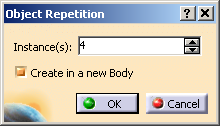 Object Repetition
Instance(s): 4
Create in a new Body
OK Cancel